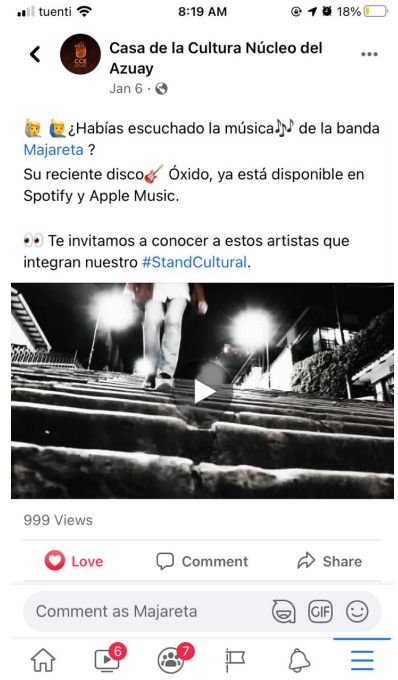 tuenti 8:19 AM 18%
Casa de la Cultura Núcleo del
Azuay
CCE
Jan 6 ·
¿Habías escuchado la música🎶 de la banda
Majareta ?
Su reciente disco🎸 Óxido, ya está disponible en
Spotify y Apple Music.
👀 Te invitamos a conocer a estos artistas que
integran nuestro #StandCultural.
999 Views
Love Comment Share
Comment as Majareta GIF
6 7